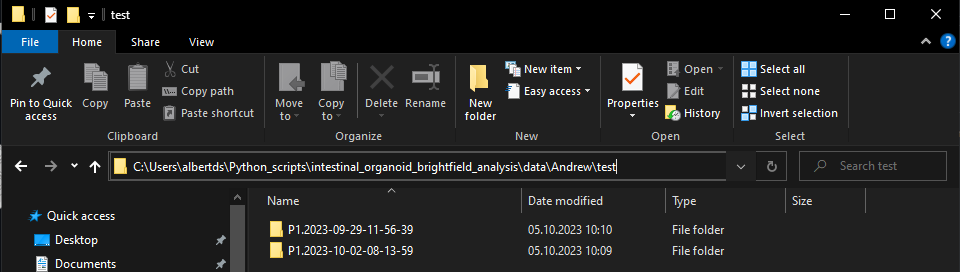 test
File Home Share View
Pin to Quick access
Copy
Paste
Cut
Copy path
Paste shortcut
Clipboard
Move to
Copy to
Delete
Rename
Organize
New folder
New item
Easy access
New
Properties
Open
Edit
History
Open
Select all
Select none
Invert selection
Select
C:\Users\albertds\Python_scripts\intestinal_organoid_brightfield_analysis\data\Andrew\test
Search test
Quick access
Desktop
Documents
Name Date modified Type Size
P1.2023-09-29-11-56-39 05.10.2023 10:10 File folder
P1.2023-10-02-08-13-59 05.10.2023 10:09 File folder